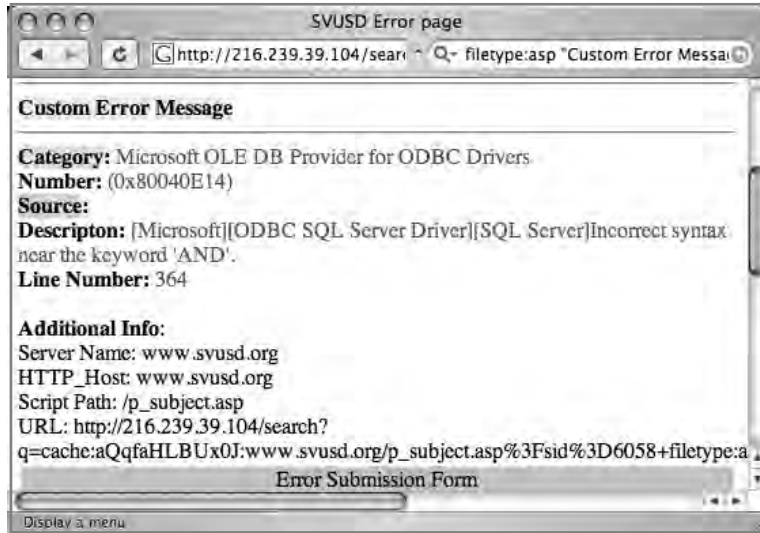 SVUSD Error page
http://216.239.39.104/sear filetype:asp "Custom Error Messa
Custom Error Message
Category: Microsoft OLE DB Provider for ODBC Drivers
Number: (0x80040E14)
Source:
Descripton: [Microsoft][ODBC SQL Server Driver][SQL Server]Incorrect syntax
near the keyword 'AND'.
Line Number: 364
Additional Info:
Server Name: www.svusd.org
HTTP_Host: www.svusd.org
Script Path: /p_subject.asp
URL: http://216.239.39.104/search?
q=cache:aQqfaHLBUx0J:www.svusd.org/p_subject.asp%3Fsid%3D6058+filetype:a
Error Submission Form
Display a menu